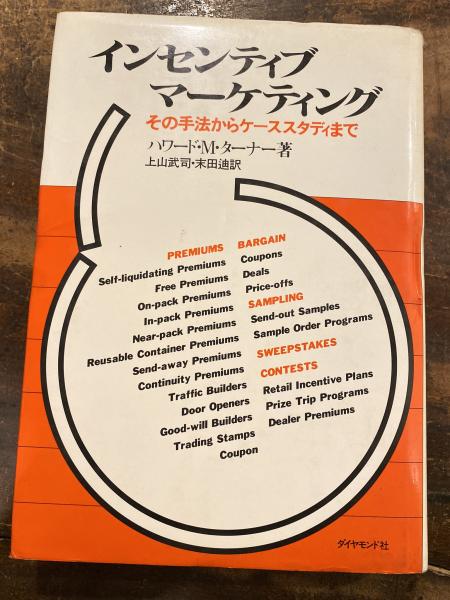 インセンティブ
マーケティング
その手法からケーススタディまで
ハワード・M・ターナー著
上山武司・末田迪訳
PREMIUMS
Self-liquidating Premiums
Free Premiums
On-pack Premiums
In-pack Premiums
Near-pack Premiums
Reusable Container Premiums
Send-away Premiums
Continuity Premiums
Traffic Builders
Door Openers
Good-will Builders
Trading Stamps
Coupon
BARGAIN
Coupons
Deals
Price-offs
SAMPLING
Send-out Samples
Sample Order Programs
SWEEPSTAKES
CONTESTS
Retail Incentive Plans
Prize Trip Programs
Dealer Premiums
ダイヤモンド社